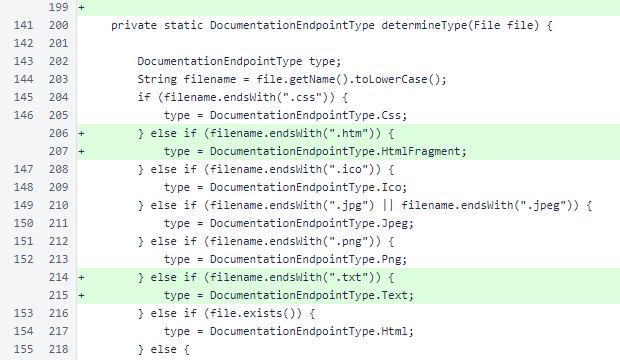 199 +
141 200 private static DocumentationEndpointType determineType(File file) {
142 201
143 202 DocumentationEndpointType type;
144 203 String filename = file.getName().toLowerCase();
145 204 if (filename.endsWith(".css")) {
146 205 type = DocumentationEndpointType.Css;
206 + } else if (filename.endsWith(".htm")) {
207 + type = DocumentationEndpointType.HtmlFragment;
147 208 } else if (filename.endsWith(".ico")) {
148 209 type = DocumentationEndpointType.Ico;
149 210 } else if (filename.endsWith(".jpg") || filename.endsWith(".jpeg")) {
150 211 type = DocumentationEndpointType.Jpeg;
151 212 } else if (filename.endsWith(".png")) {
152 213 type = DocumentationEndpointType.Png;
214 + } else if (filename.endsWith(".txt")) {
215 + type = DocumentationEndpointType.Text;
153 216 } else if (file.exists()) {
154 217 type = DocumentationEndpointType.Html;
155 218 } else {